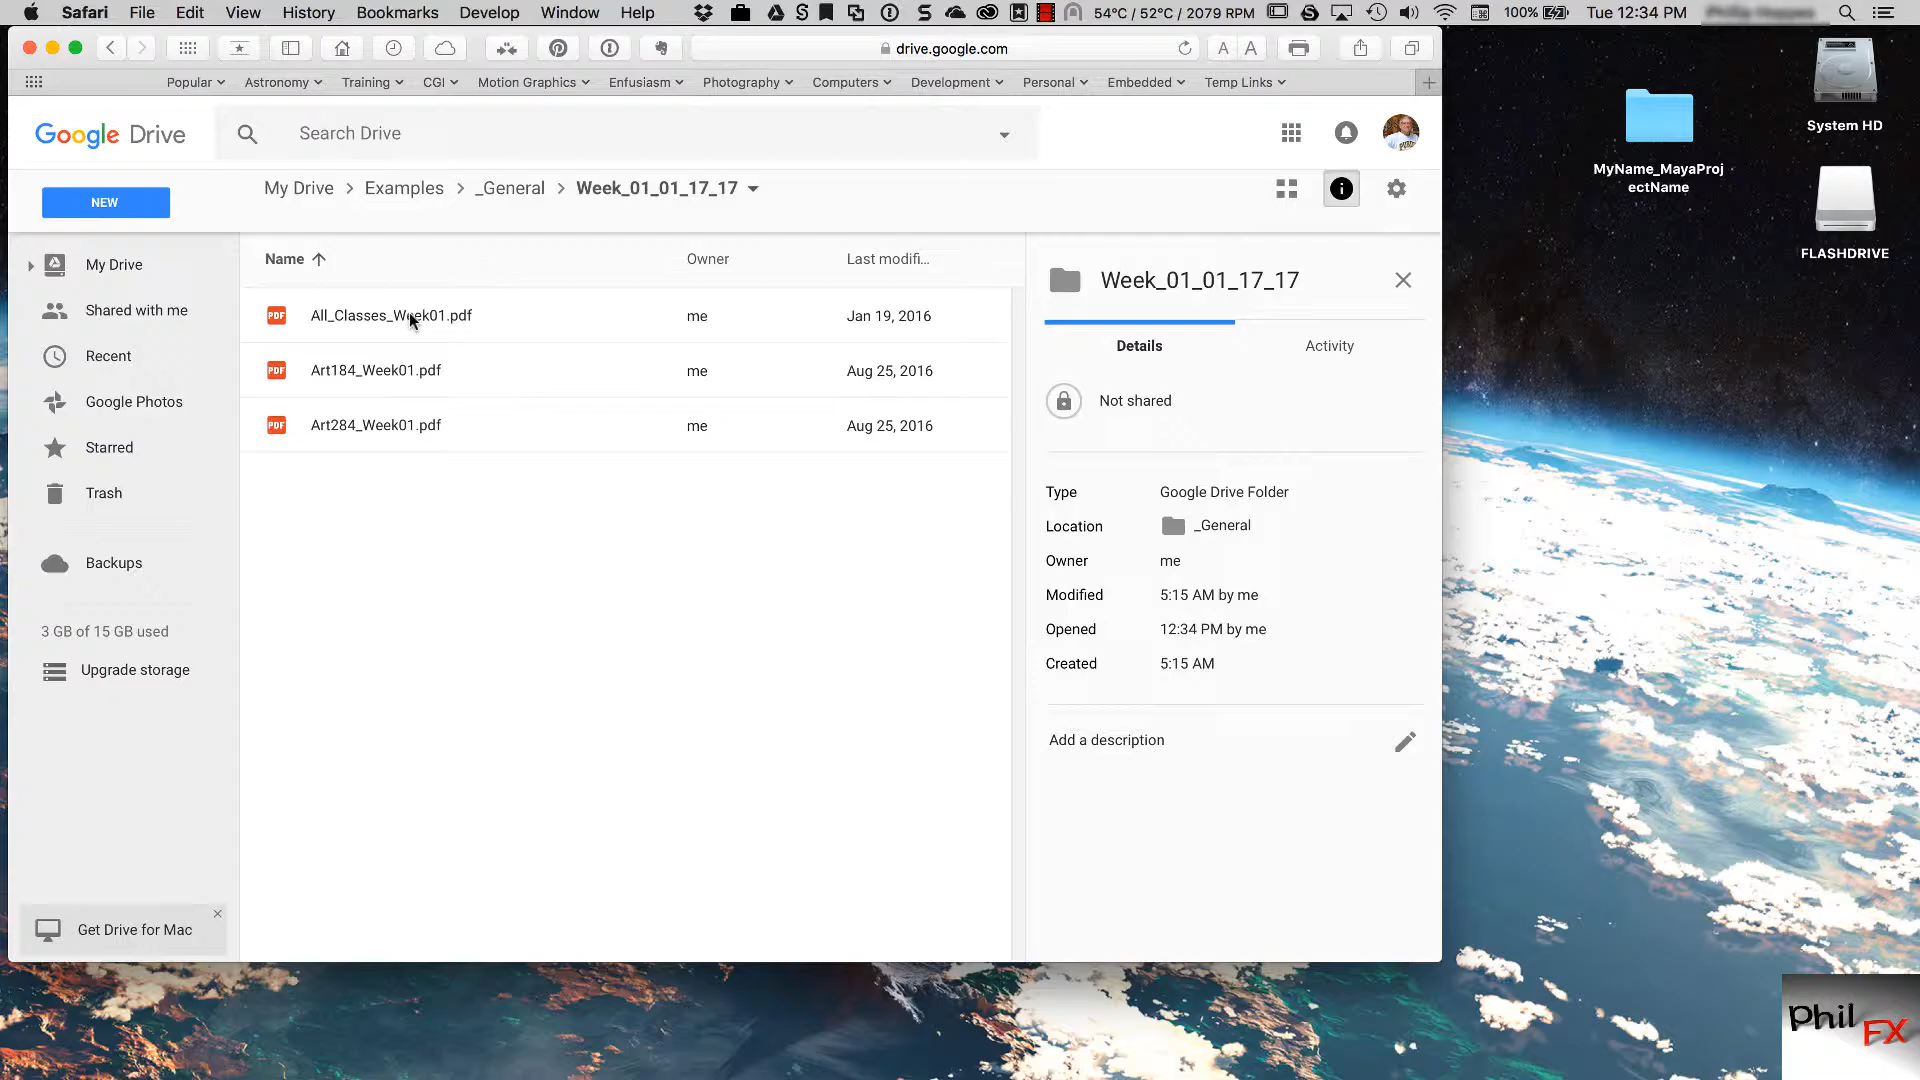 Safari File Edit View History Bookmarks Develop Window Help 54°C / 52°C / 2079 RPM 100% Tue 12:34 PM
drive.google.com
A A
Popular Astronomy Training CGI Motion Graphics Enfusiasm Photography Computers Development Personal Embedded Temp Links
Google Drive
Search Drive
NEW
My Drive > Examples > _General > Week_01_01_17_17
My Drive
Shared with me
Recent
Google Photos
Starred
Trash
Backups
3 GB of 15 GB used
Upgrade storage
Get Drive for Mac
Name Owner Last modifi...
PDF All_Classes_Week01.pdf me Jan 19, 2016
PDF Art184_Week01.pdf me Aug 25, 2016
PDF Art284_Week01.pdf me Aug 25, 2016
Week_01_01_17_17
Details Activity
Not shared
Type Google Drive Folder
Location _General
Owner me
Modified 5:15 AM by me
Opened 12:34 PM by me
Created 5:15 AM
Add a description
System HD
MyName_MayaProj
ectName
FLASHDRIVE
Phil
FX